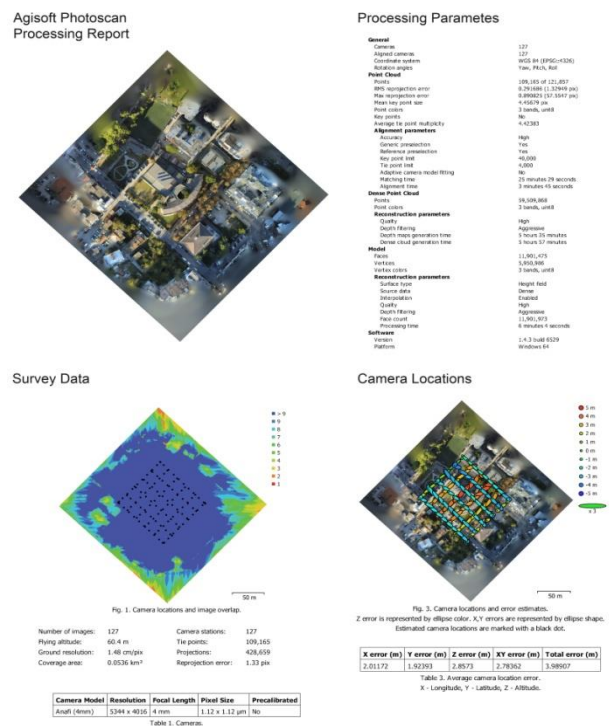 Agisoft Photoscan
Processing Report
Processing Parametes
General
Cameras 127
Aligned cameras 127
Coordinate system WGS 84 (EPSG::4326)
Rotation angles Yaw, Pitch, Roll
Point Cloud
Points 109,165 of 121,857
RMS reprojection error 0.291686 (1.32949 pix)
Max reprojection error 0.890825 (57.5547 pix)
Mean key point size 4.45679 pix
Point colors 3 bands, uint8
Key points No
Average tie point multiplicity 4.42383
Alignment parameters
Accuracy High
Generic preselection Yes
Reference preselection Yes
Key point limit 40,000
Tie point limit 4,000
Adaptive camera model fitting No
Matching time 25 minutes 29 seconds
Alignment time 3 minutes 45 seconds
Dense Point Cloud
Points 59,509,868
Point colors 3 bands, uint8
Reconstruction parameters
Quality High
Depth filtering Aggressive
Depth maps generation time 5 hours 35 minutes
Dense cloud generation time 5 hours 57 minutes
Model
Faces 11,901,475
Vertices 5,950,986
Vertex colors 3 bands, uint8
Reconstruction parameters
Surface type Height field
Source data Dense
Interpolation Enabled
Quality High
Depth filtering Aggressive
Face count 11,901,973
Processing time 6 minutes 4 seconds
Software
Version 1.4.3 build 6529
Platform Windows 64
Survey Data
> 9
9
8
7
6
5
4
3
2
1
50 m
Fig. 1. Camera locations and image overlap.
Number of images: 127 Camera stations: 127
Flying altitude: 60.4 m Tie points: 109,165
Ground resolution: 1.48 cm/pix Projections: 428,659
Coverage area: 0.0536 km² Reprojection error: 1.33 pix
Camera Model Resolution Focal Length Pixel Size Precalibrated
Anafi (4mm) 5344 x 4016 4 mm 1.12 x 1.12 μm No
Table 1. Cameras.
Camera Locations
5 m
4 m
3 m
2 m
1 m
0 m
-1 m
-2 m
-3 m
-4 m
-5 m
x 3
50 m
Fig. 3. Camera locations and error estimates.
Z error is represented by ellipse color. X,Y errors are represented by ellipse shape.
Estimated camera locations are marked with a black dot.
X error (m) Y error (m) Z error (m) XY error (m) Total error (m)
2.01172 1.92393 2.8573 2.78362 3.98907
Table 3. Average camera location error.
X - Longitude, Y - Latitude, Z - Altitude.